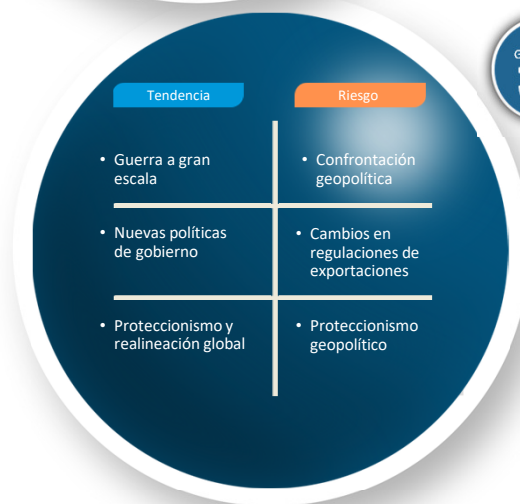 Tendencia
Riesgo
• Guerra a gran
escala
• Confrontación
geopolítica
• Nuevas políticas
de gobierno
• Cambios en
regulaciones de
exportaciones
• Proteccionismo y
realineación global
• Proteccionismo
geopolítico